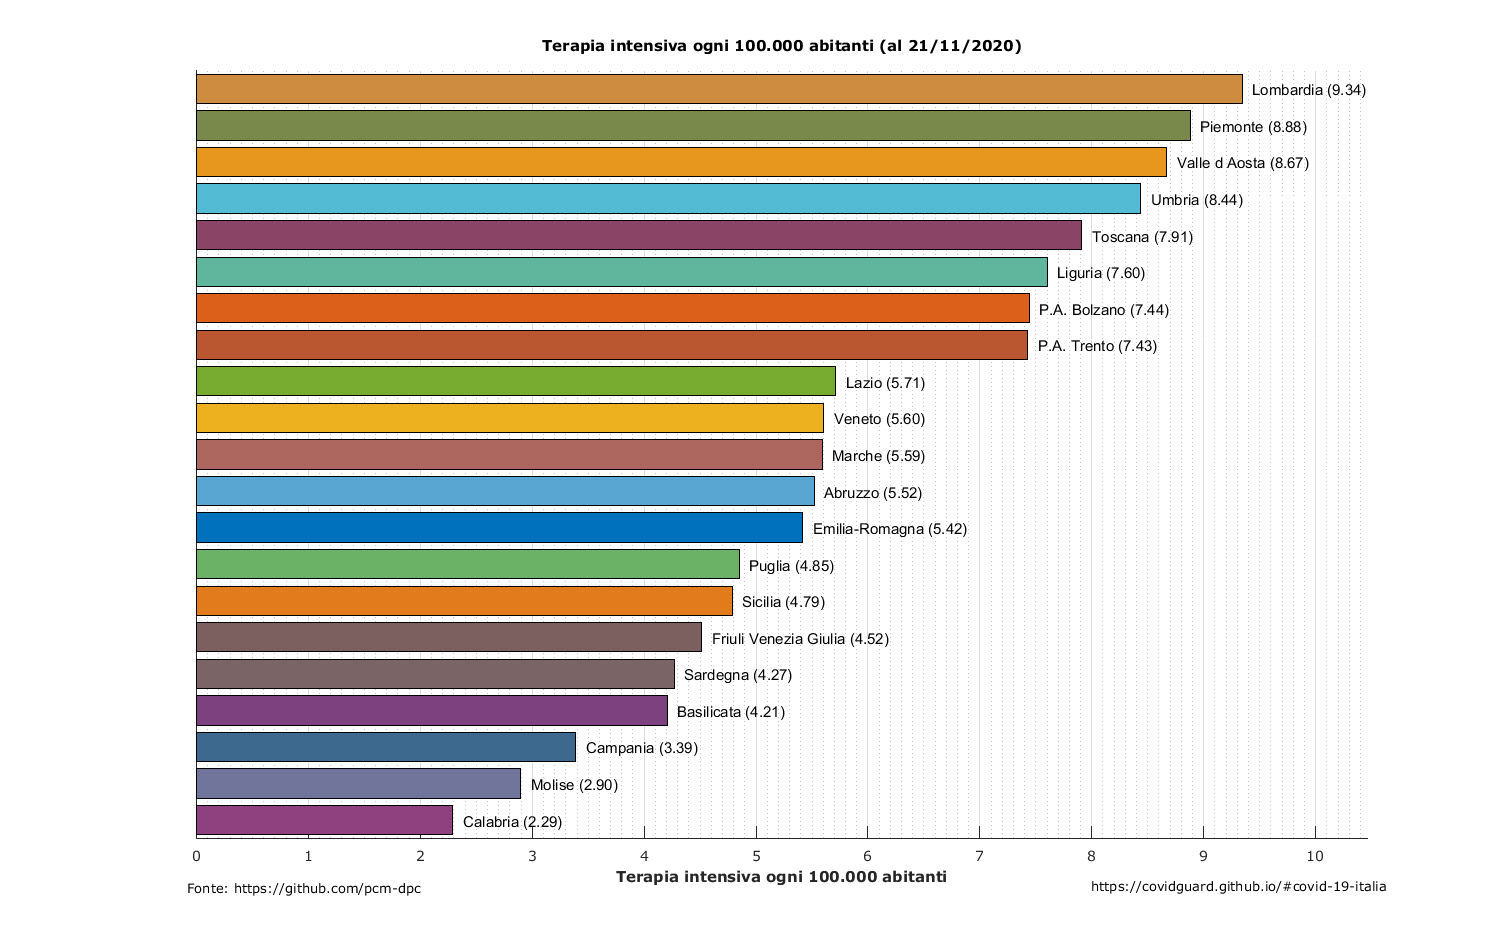 Terapia intensiva ogni 100.000 abitanti (al 21/11/2020)
Lombardia (9.34)
Piemonte (8.88)
Valle d Aosta (8.67)
Umbria (8.44)
Toscana (7.91)
Liguria (7.60)
P.A. Bolzano (7.44)
P.A. Trento (7.43)
Lazio (5.71)
Veneto (5.60)
Marche (5.59)
Abruzzo (5.52)
Emilia-Romagna (5.42)
Puglia (4.85)
Sicilia (4.79)
Friuli Venezia Giulia (4.52)
Sardegna (4.27)
Basilicata (4.21)
Campania (3.39)
Molise (2.90)
Calabria (2.29)
0 1 2 3 4 5 6 7 8 9 10
Terapia intensiva ogni 100.000 abitanti
Fonte: https://github.com/pcm-dpc
https://covidguard.github.io/#covid-19-italia